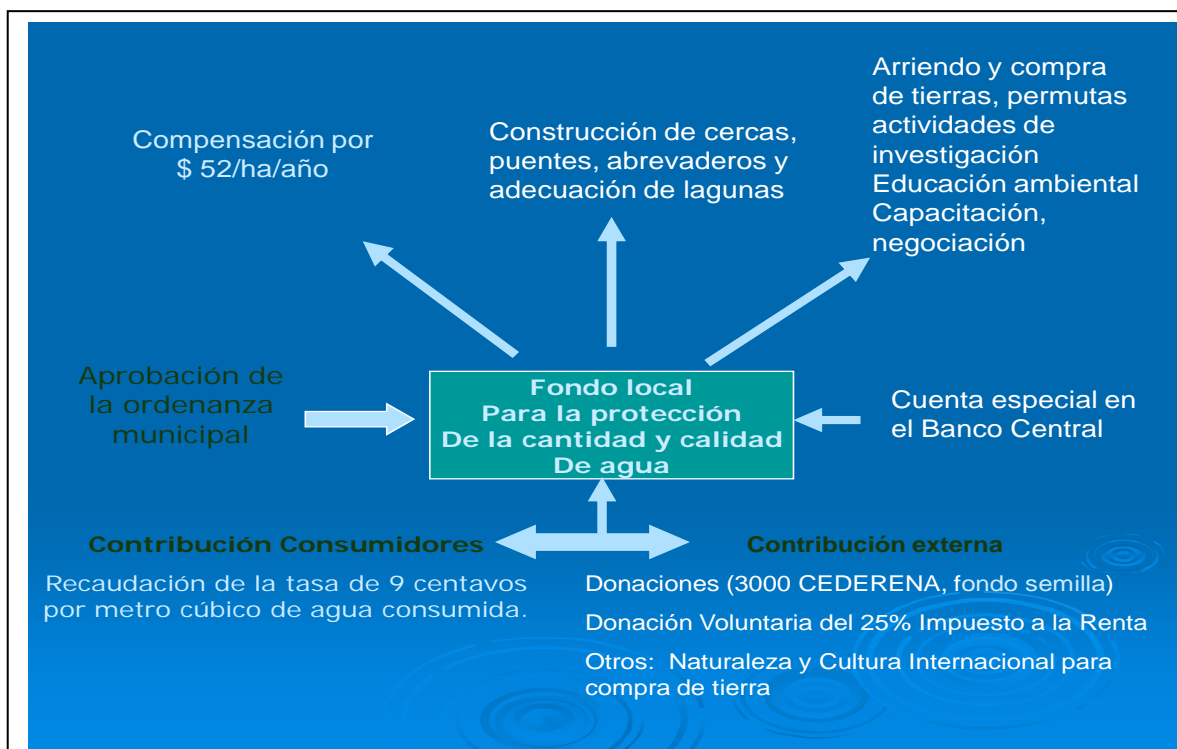 Compensación por
$ 52/ha/año
Construcción de cercas,
puentes, abrevaderos y
adecuación de lagunas
Arriendo y compra
de tierras, permutas
actividades de
investigación
Educación ambiental
Capacitación,
negociación
Aprobación de
la ordenanza
municipal
Fondo local
Para la protección
De la cantidad y calidad
De agua
Cuenta especial en
el Banco Central
Contribución Consumidores
Recaudación de la tasa de 9 centavos
por metro cúbico de agua consumida.
Contribución externa
Donaciones (3000 CEDERENA, fondo semilla)
Donación Voluntaria del 25% Impuesto a la Renta
Otros: Naturaleza y Cultura Internacional para
compra de tierra